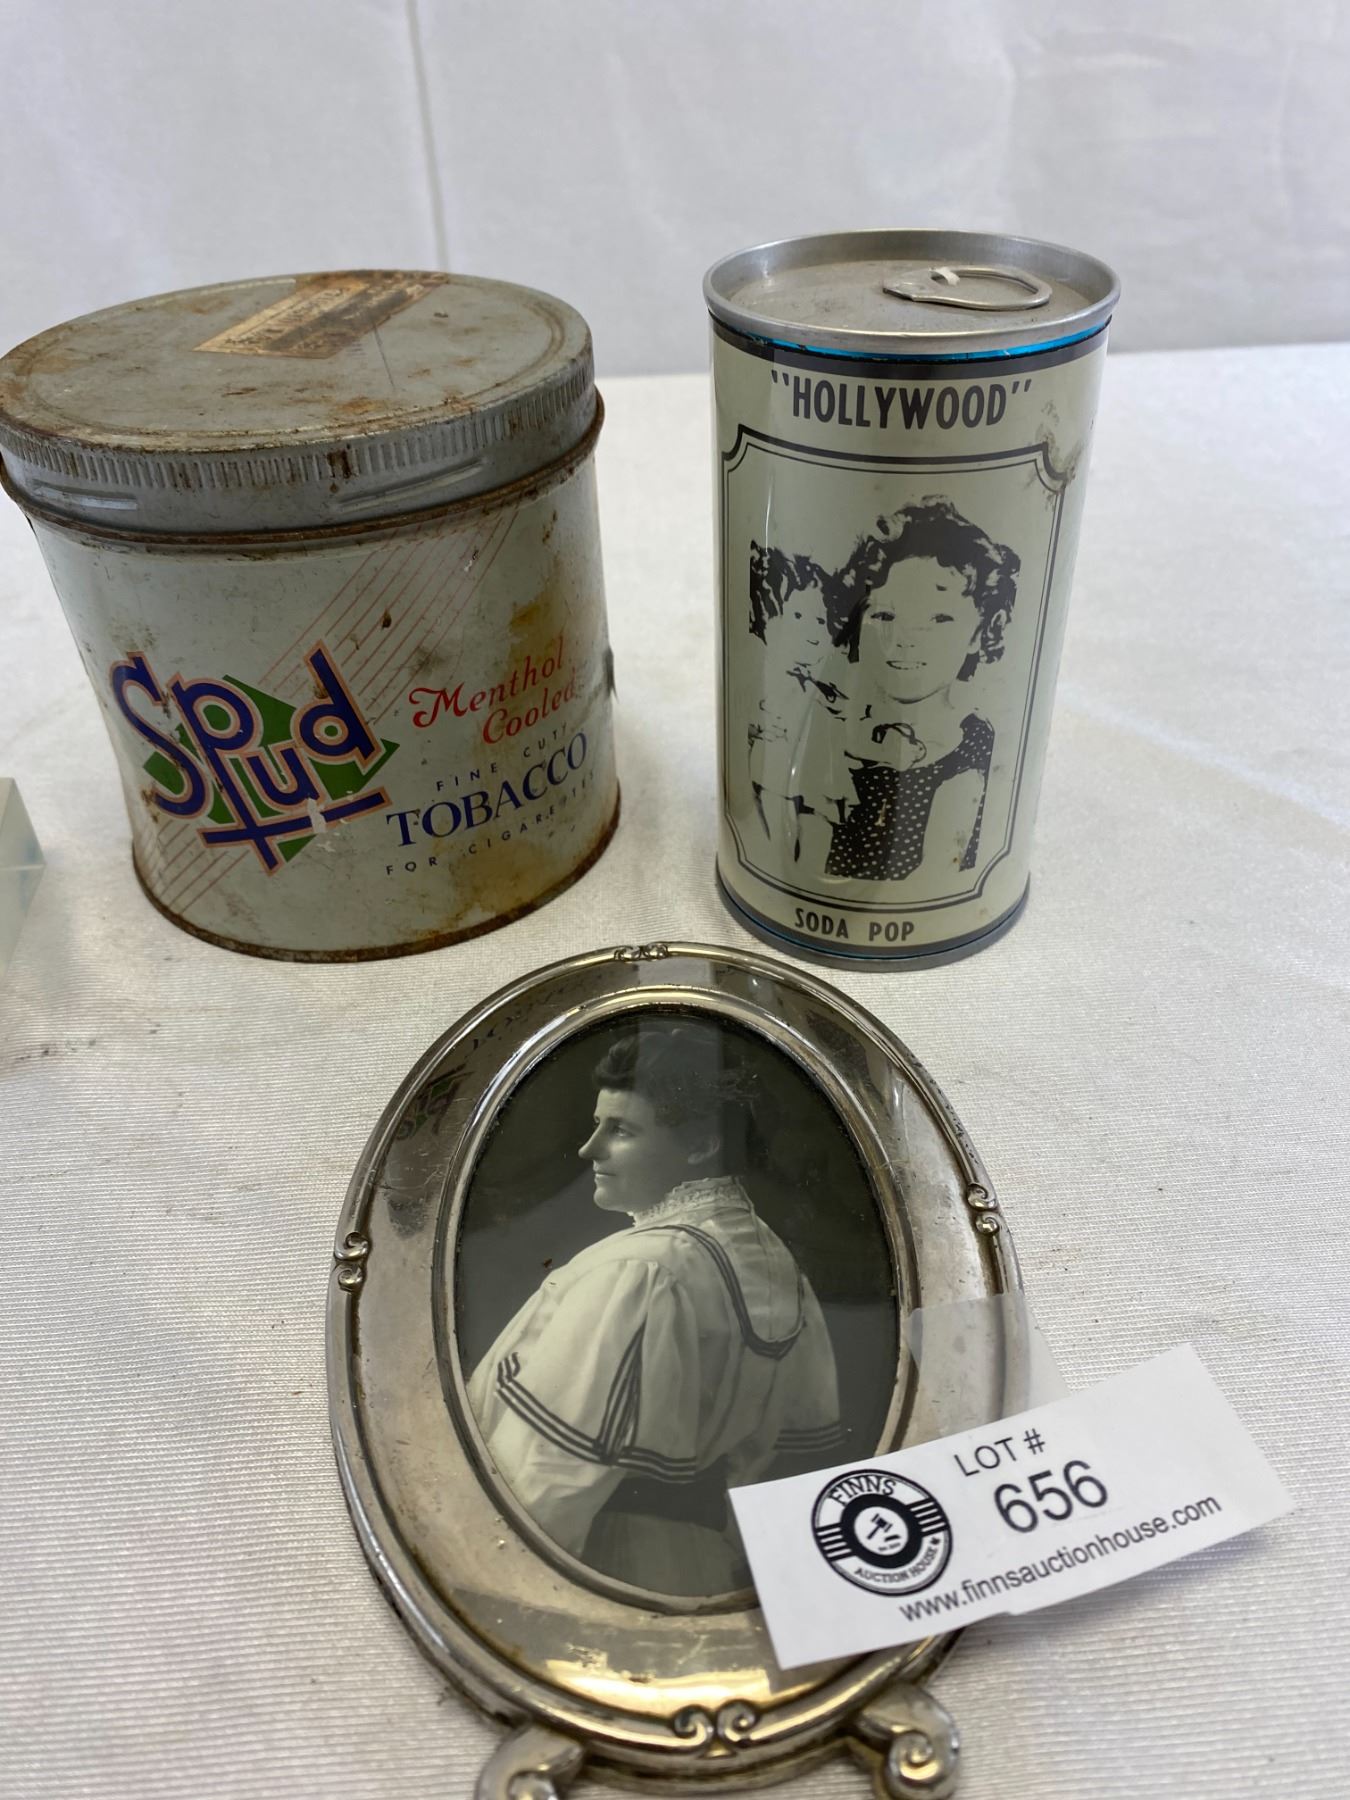 Spud
Menthol
Cooled
FINE CUT
TOBACCO
FOR CIGARETTES
"HOLLYWOOD"
SODA POP
LOT #
656
FINNS
AUCTION HOUSE
www.finnsauctionhouse.com